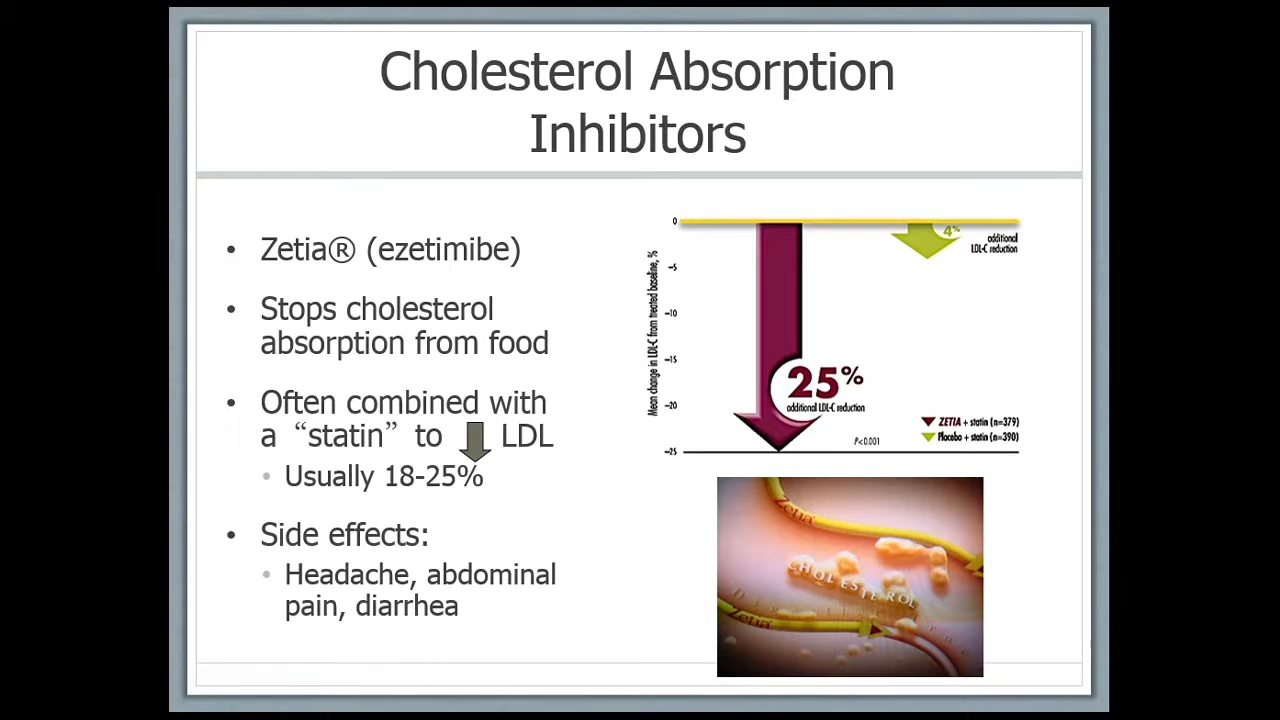 Cholesterol Absorption
Inhibitors
• Zetia® (ezetimibe)
• Stops cholesterol
absorption from food
• Often combined with
a “statin” to LDL
• Usually 18-25%
• Side effects:
• Headache, abdominal
pain, diarrhea
Mean change in LDL-C from treated baseline, %
0
–5
–10
–15
–20
–25
25%
additional LDL-C reduction
4%
additional
LDL-C reduction
P<0.001
ZETIA + statin (n=379)
Placebo + statin (n=390)
Zetia
CHOLESTEROL
Zetia